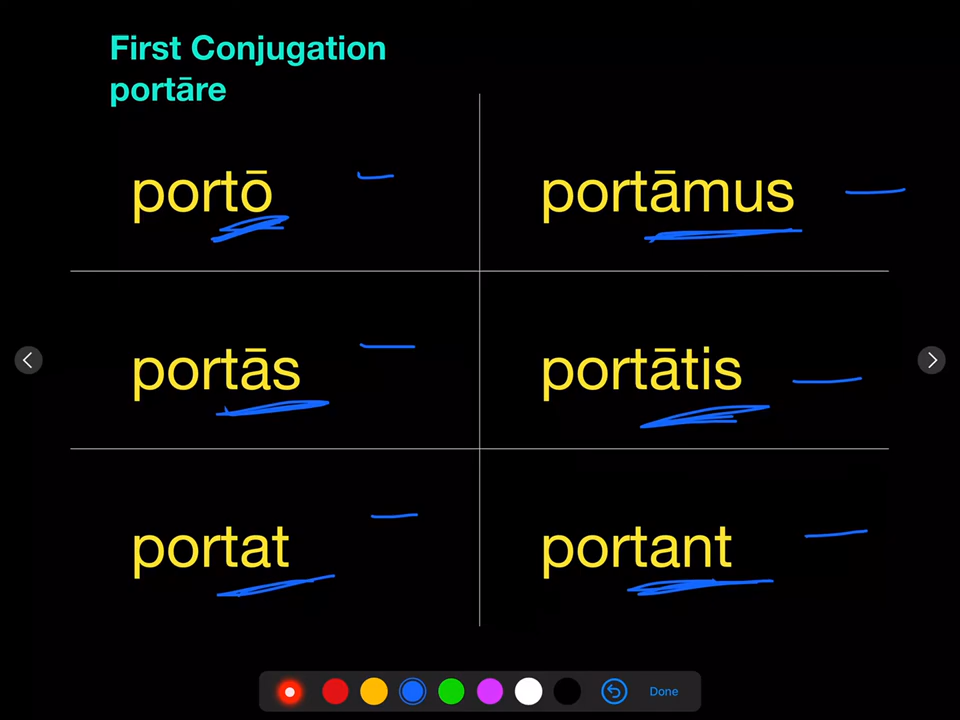 First Conjugation
portāre
portō
portāmus
portās
portātis
portat
portant
Done